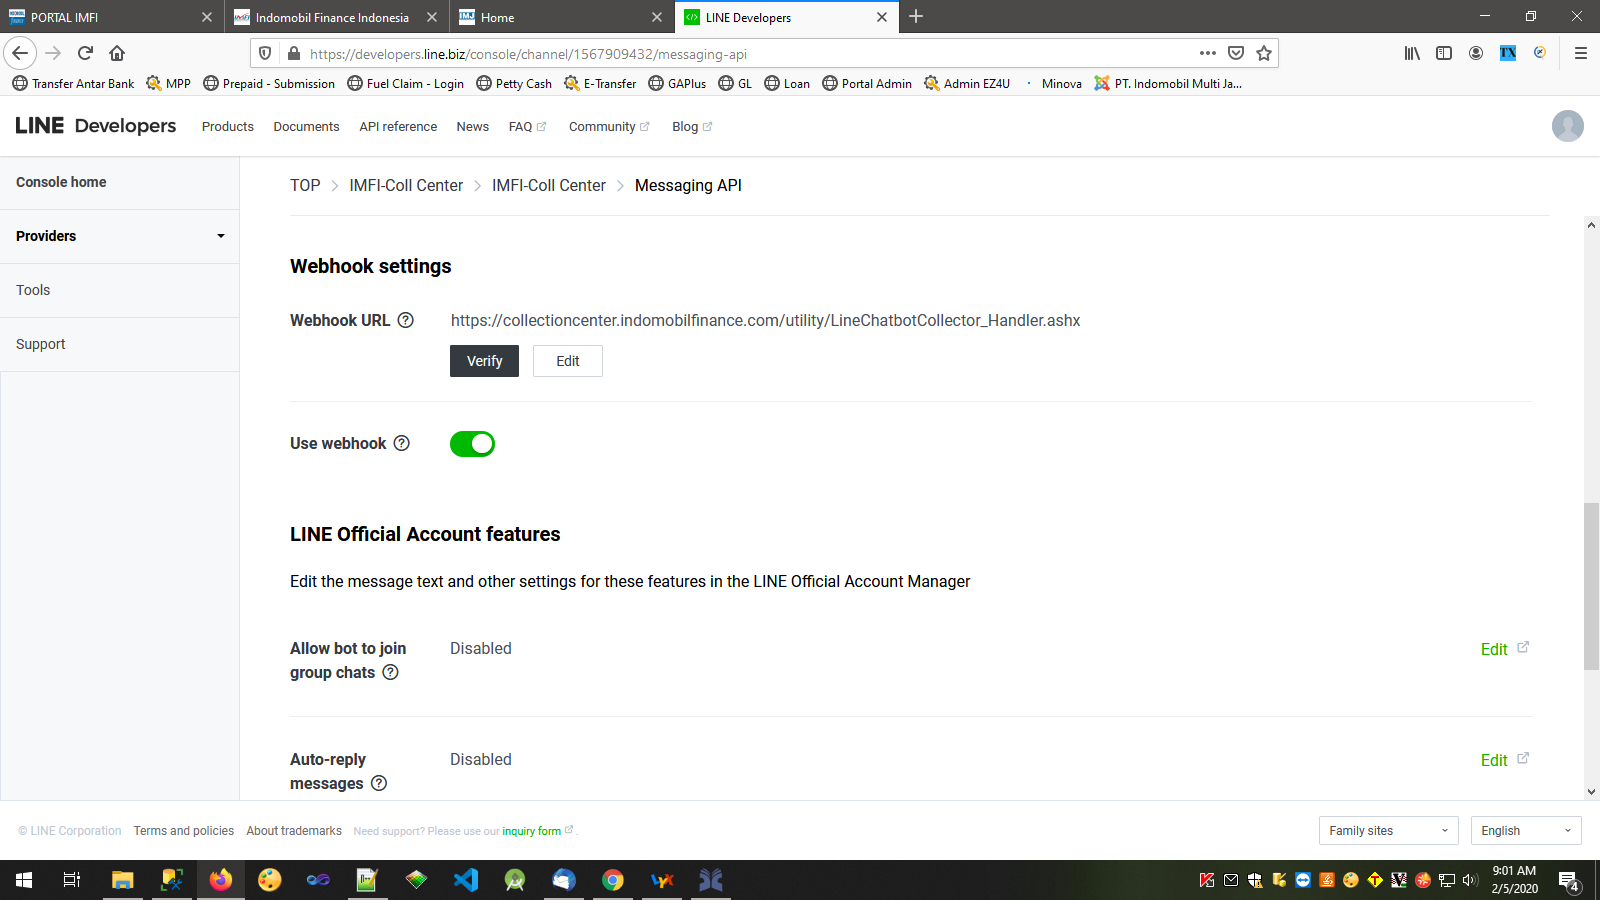 PORTAL IMFI
Indomobil Finance Indonesia
Home
LINE Developers
https://developers.line.biz/console/channel/1567909432/messaging-api
Transfer Antar Bank
MPP
Prepaid - Submission
Fuel Claim - Login
Petty Cash
E-Transfer
GAPlus
GL
Loan
Portal Admin
Admin EZ4U
Minova
PT. Indomobil Multi Ja...
LINE Developers
Products
Documents
API reference
News
FAQ
Community
Blog
Console home
Providers
Tools
Support
TOP > IMFI-Coll Center > IMFI-Coll Center > Messaging API
Webhook settings
Webhook URL
https://collectioncenter.indomobilfinance.com/utility/LineChatbotCollector_Handler.ashx
Verify
Edit
Use webhook
LINE Official Account features
Edit the message text and other settings for these features in the LINE Official Account Manager
Allow bot to join
group chats
Disabled
Edit
Auto-reply
messages
Disabled
Edit
© LINE Corporation
Terms and policies
About trademarks
Need support? Please use our inquiry form .
Family sites
English
9:01 AM
2/5/2020
4